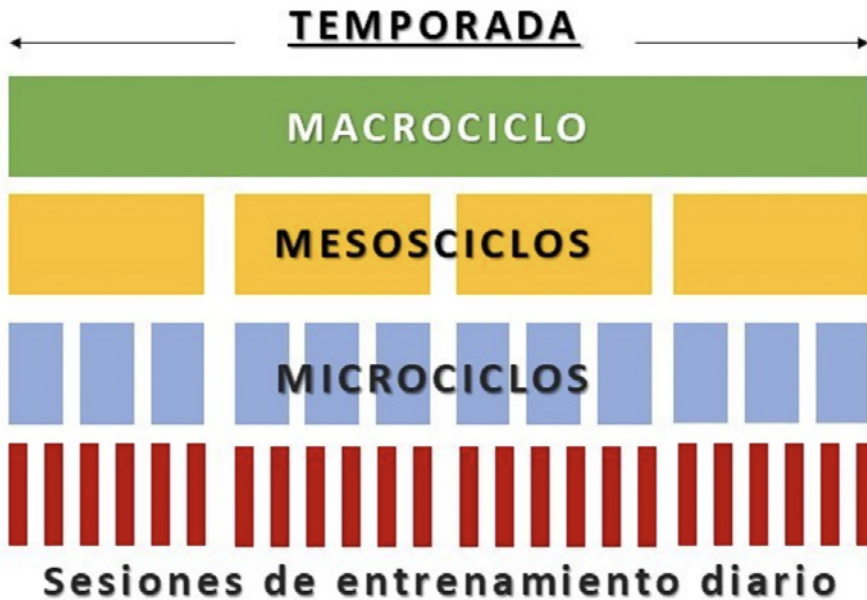 TEMPORADA
MACROCICLO
MESOSCICLOS
MICROCICLOS
Sesiones de entrenamiento diario